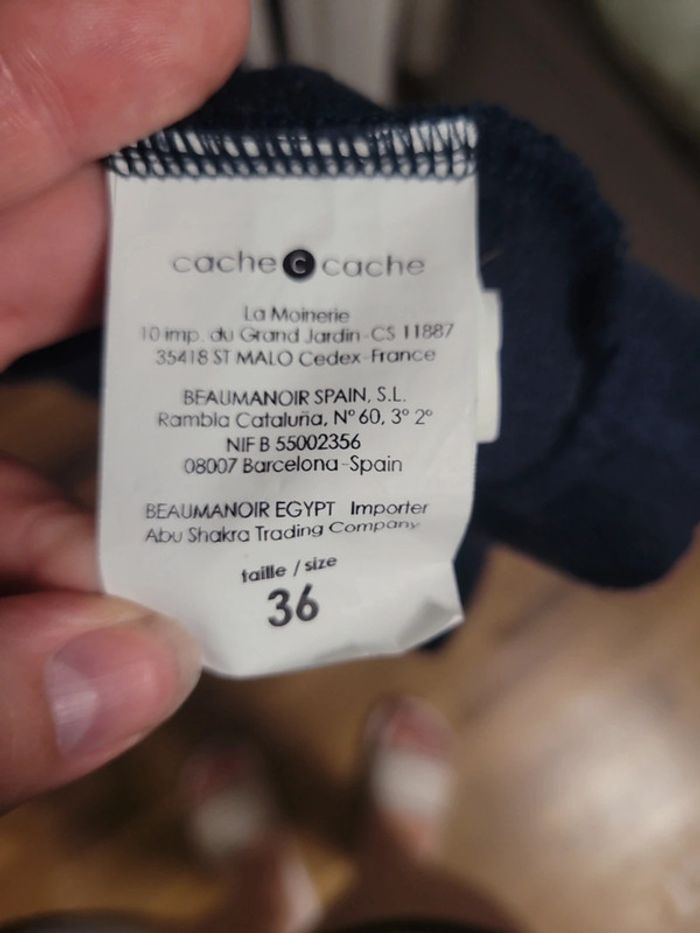 cache c cache
La Moinerie
10 imp. du Grand Jardin-CS 11887
35418 ST MALO Cedex-France
BEAUMANOIR SPAIN, S.L.
Rambla Cataluña, Nº 60, 3º 2º
NIF B 55002356
08007 Barcelona-Spain
BEAUMANOIR EGYPT Importer
Abu Shakra Trading Company
taille / size
36